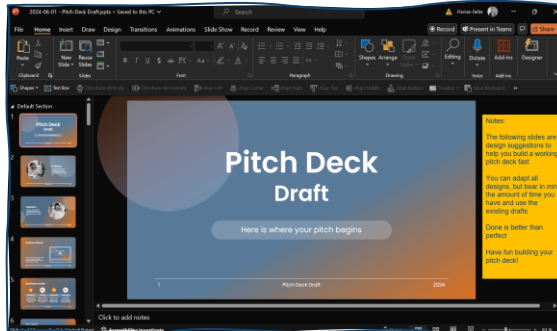 2024-06-01 - Pitch Deck Draft.pptx • Saved to this PC
Search
Florian Feller
File Home Insert Draw Design Transitions Animations Slide Show Record Review View Help
Record Present in Teams Share
Paste New Slide Reuse Slides Shapes Arrange Quick Styles Editing Dictate Add-ins Designer
Clipboard Slides Font Paragraph Drawing Voice Add-ins
Shapes Text Box
Default Section
1
Pitch Deck
Draft
2
3
4
5
6
Pitch Deck
Draft
Here is where your pitch begins
1 Pitch Deck Draft 2024
Notes:
The following slides are
design suggestions to
help you build a working
pitch deck fast
You can adapt all
designs, but bear in min
the amount of time you
have and use the
existing drafts
Done is better than
perfect
Have fun building your
pitch deck!
Click to add notes